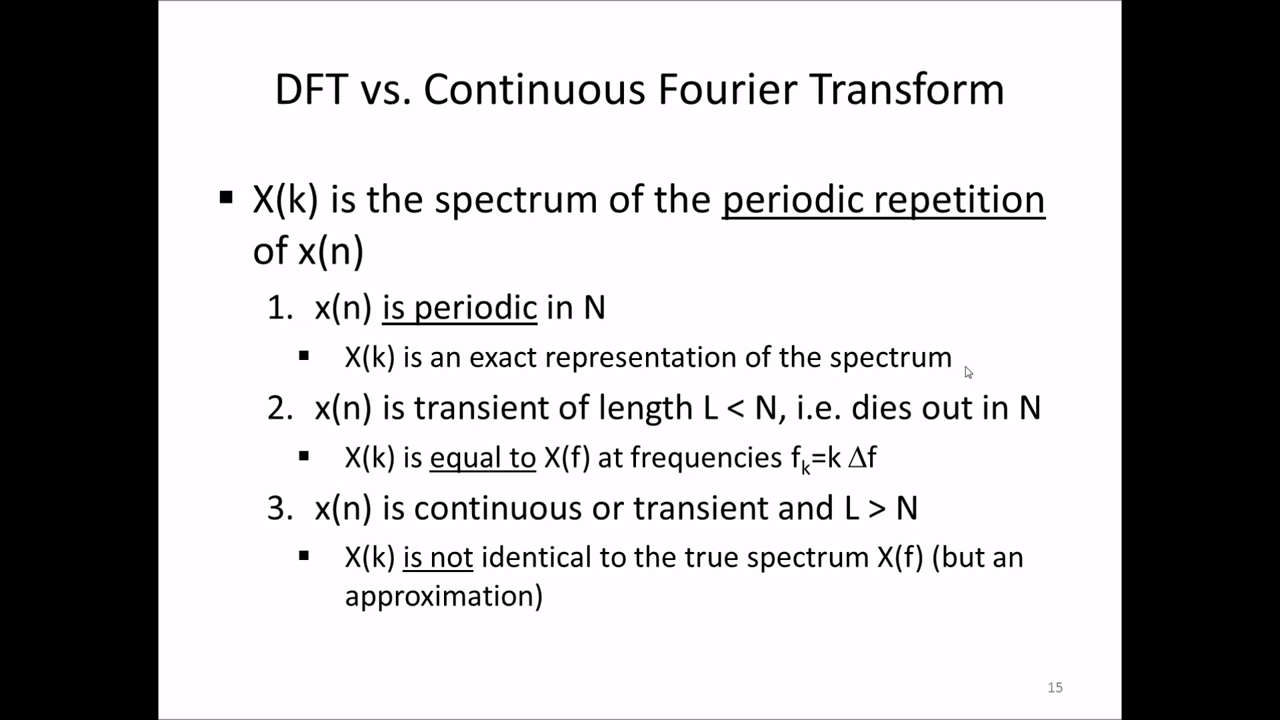 DFT vs. Continuous Fourier Transform
▪ X(k) is the spectrum of the periodic repetition
of x(n)
1. x(n) is periodic in N
▪ X(k) is an exact representation of the spectrum
2. x(n) is transient of length L < N, i.e. dies out in N
▪ X(k) is equal to X(f) at frequencies fₖ=k Δf
3. x(n) is continuous or transient and L > N
▪ X(k) is not identical to the true spectrum X(f) (but an
approximation)
15